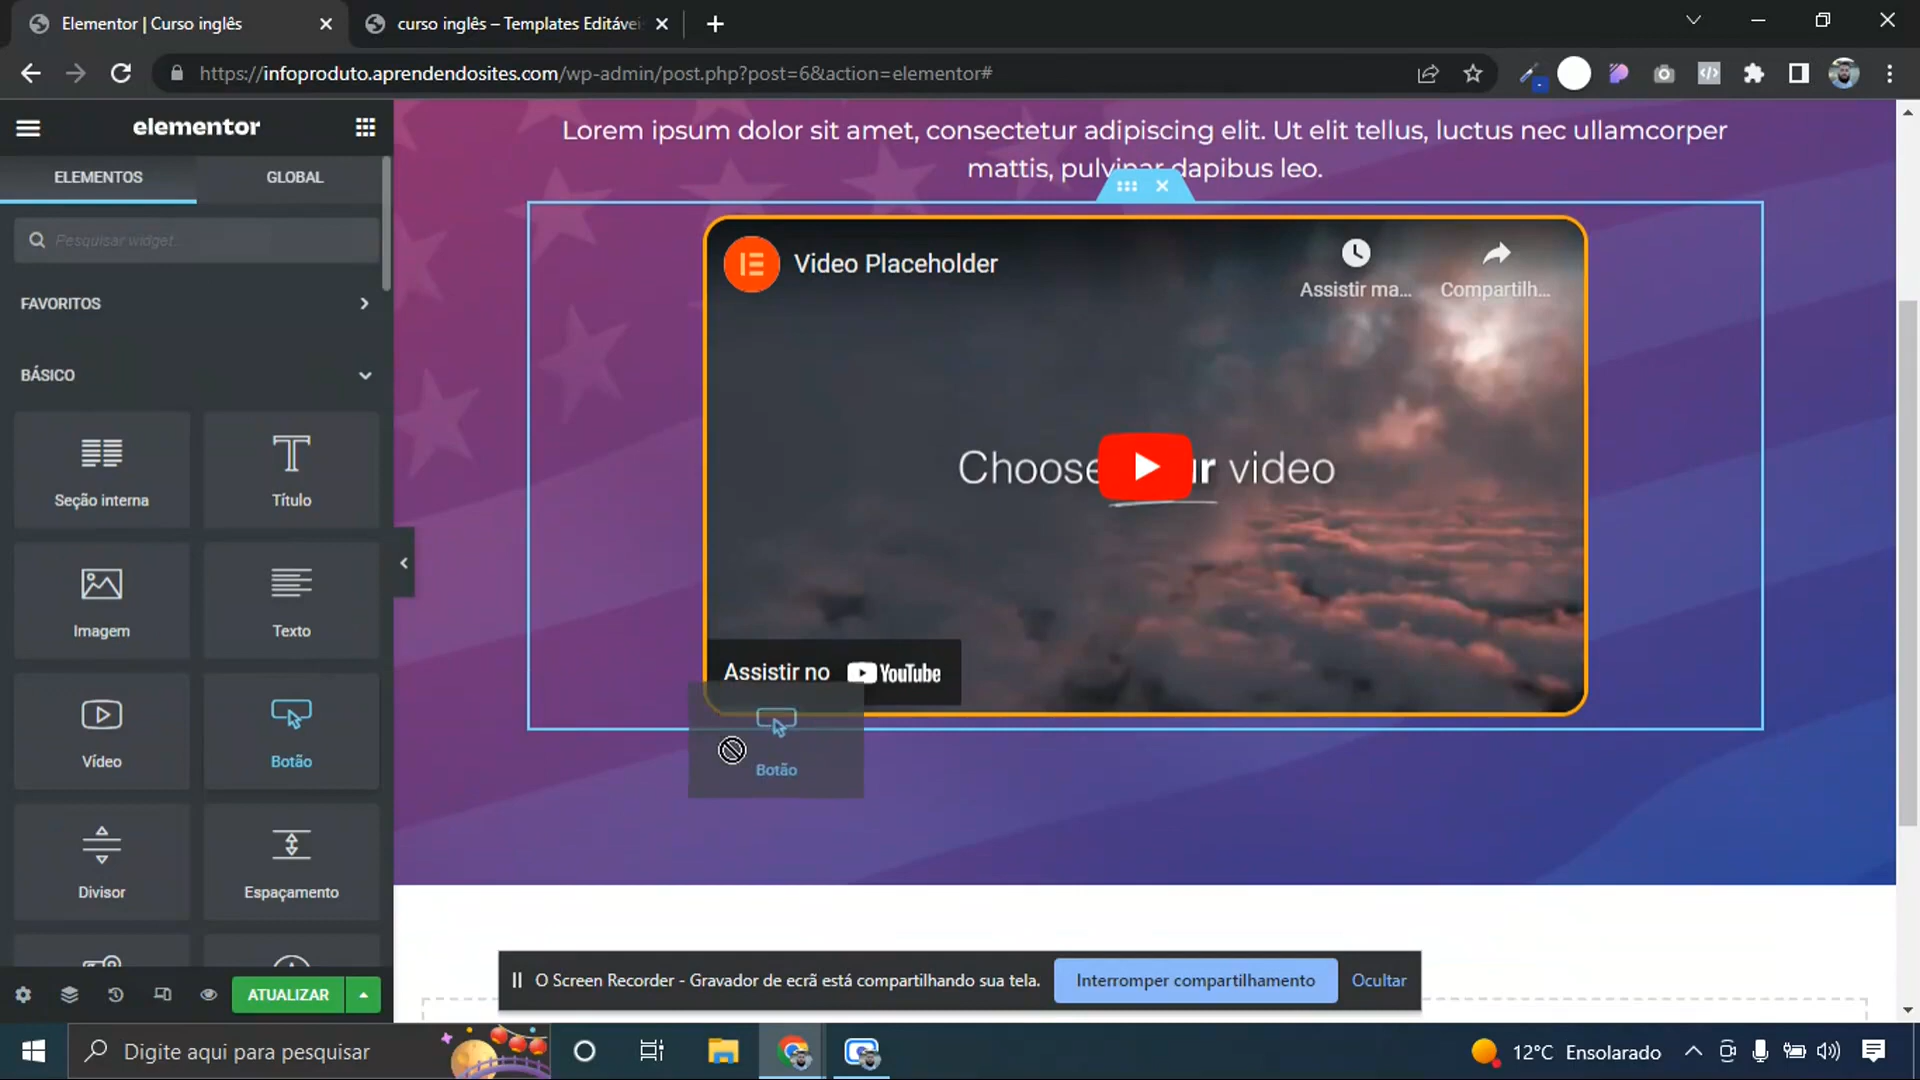 Elementor | Curso inglês
curso inglês – Templates Editávei
https://infoproduto.aprendendosites.com/wp-admin/post.php?post=6&action=elementor#
elementor
ELEMENTOS
GLOBAL
Pesquisar widget...
FAVORITOS
BÁSICO
Seção interna
Título
Imagem
Texto
Vídeo
Botão
Divisor
Espaçamento
ATUALIZAR
Lorem ipsum dolor sit amet, consectetur adipiscing elit. Ut elit tellus, luctus nec ullamcorper
mattis, pulvinar dapibus leo.
Video Placeholder
Assistir ma...
Compartilh...
Choose video
Assistir no YouTube
Botão
O Screen Recorder - Gravador de ecrã está compartilhando sua tela.
Interromper compartilhamento
Ocultar
Digite aqui para pesquisar
12°C Ensolarado